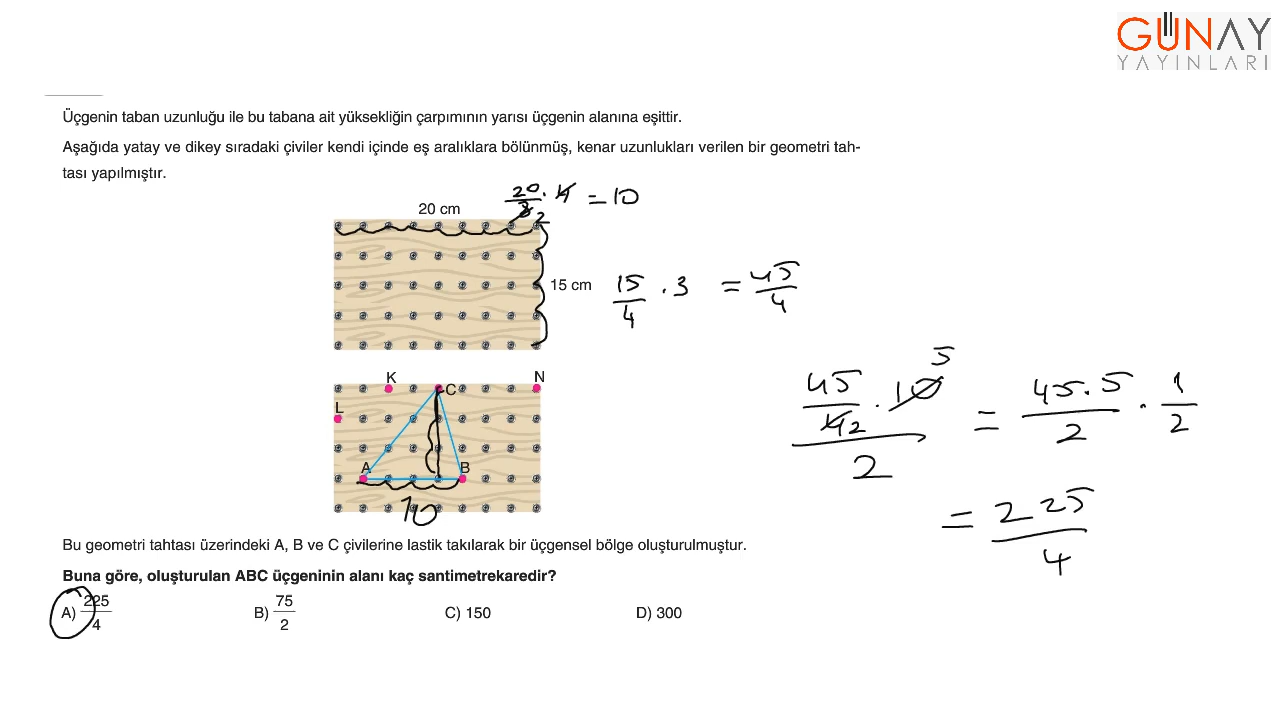 GÜNAY
YAYINLARI
Üçgenin taban uzunluğu ile bu tabana ait yüksekliğin çarpımının yarısı üçgenin alanına eşittir.
Aşağıda yatay ve dikey sıradaki çiviler kendi içinde eş aralıklara bölünmüş, kenar uzunlukları verilen bir geometri tah-
tası yapılmıştır.
20 cm
20/8 2 . 4 = 10
15 cm
15/4 . 3 = 45/4
K
C
N
L
A
B
10
45/4 2 . 10 5 / 2 = 45.5/2 . 1/2
= 225/4
Bu geometri tahtası üzerindeki A, B ve C çivilerine lastik takılarak bir üçgensel bölge oluşturulmuştur.
Buna göre, oluşturulan ABC üçgeninin alanı kaç santimetrekaredir?
A) 225/4 B) 75/2 C) 150 D) 300